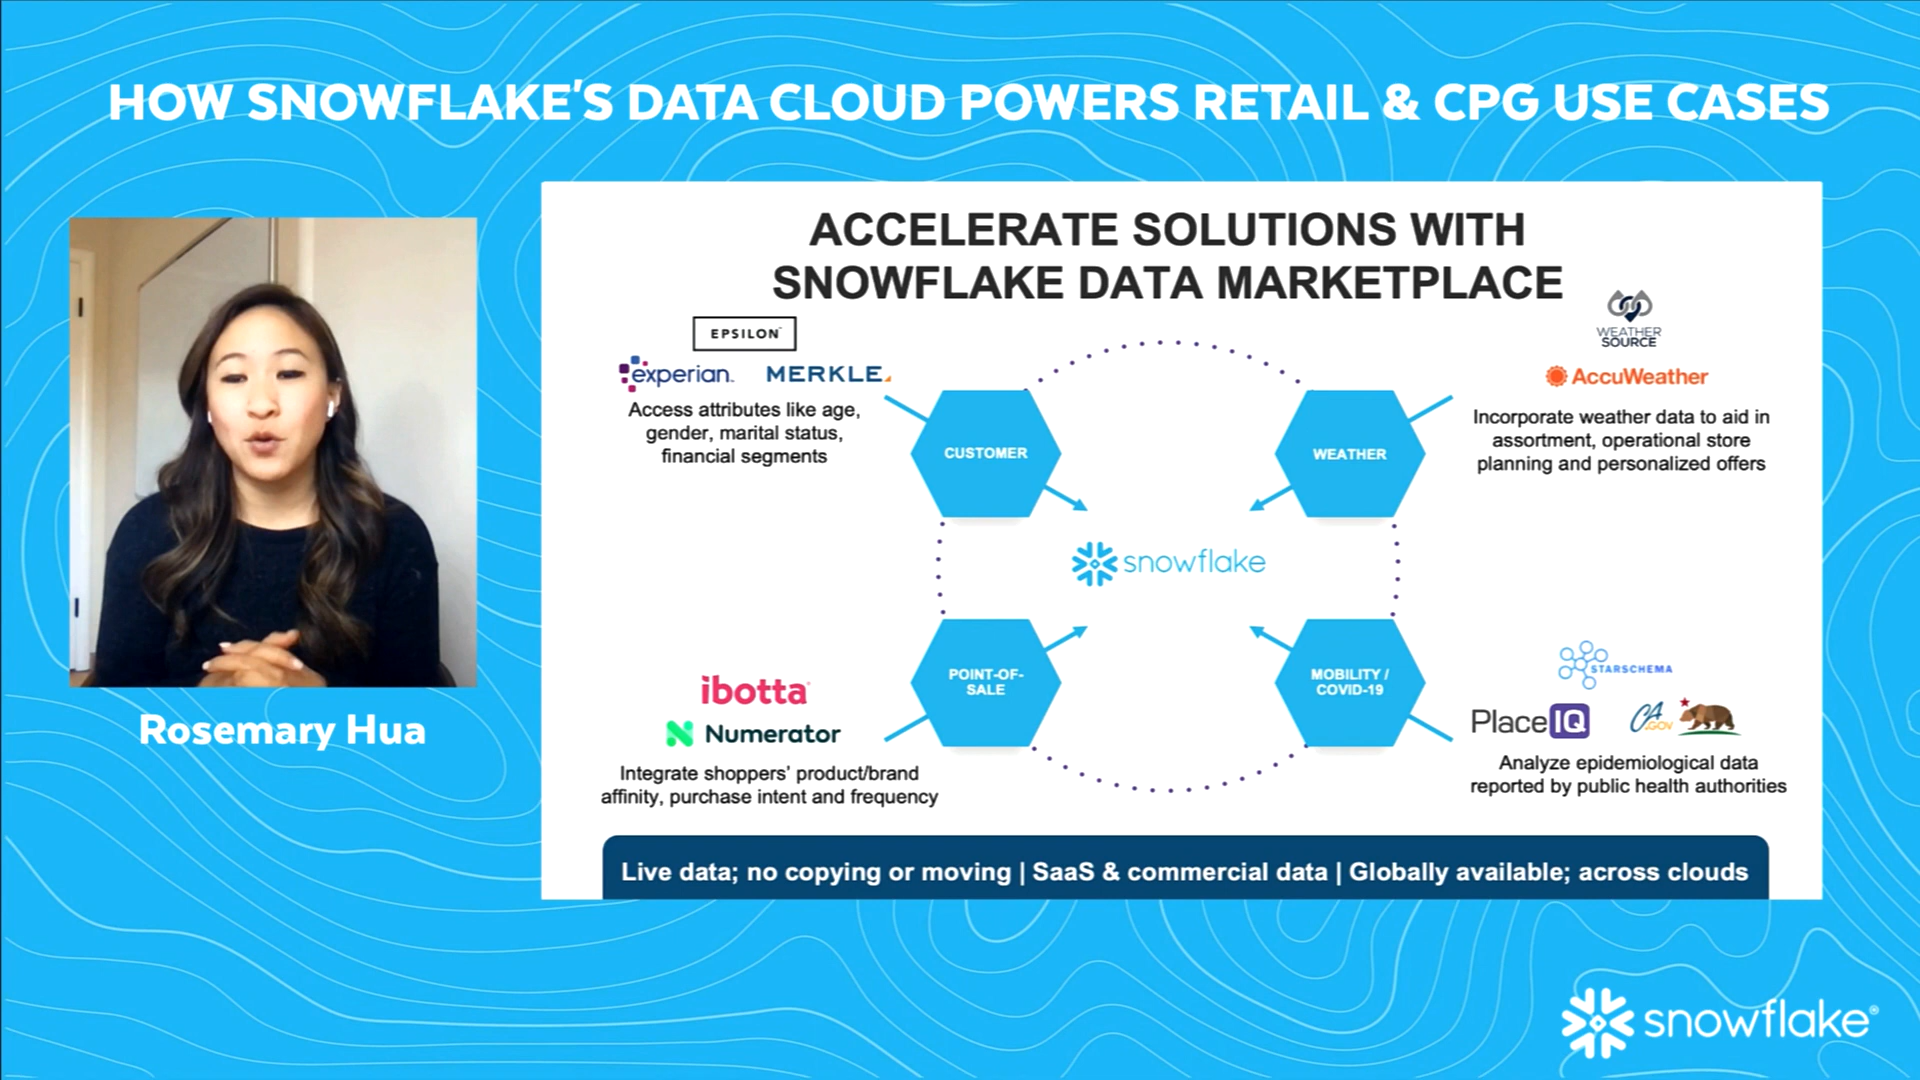 HOW SNOWFLAKE'S DATA CLOUD POWERS RETAIL & CPG USE CASES
Rosemary Hua
ACCELERATE SOLUTIONS WITH
SNOWFLAKE DATA MARKETPLACE
EPSILON
experian.
MERKLE
Access attributes like age,
gender, marital status,
financial segments
CUSTOMER
WEATHER
SOURCE
AccuWeather
Incorporate weather data to aid in
assortment, operational store
planning and personalized offers
WEATHER
snowflake
ibotta
Numerator
Integrate shoppers' product/brand
affinity, purchase intent and frequency
POINT-OF-
SALE
MOBILITY /
COVID-19
STARSCHEMA
PlaceIQ
CA.GOV
Analyze epidemiological data
reported by public health authorities
Live data; no copying or moving | SaaS & commercial data | Globally available; across clouds
snowflake®